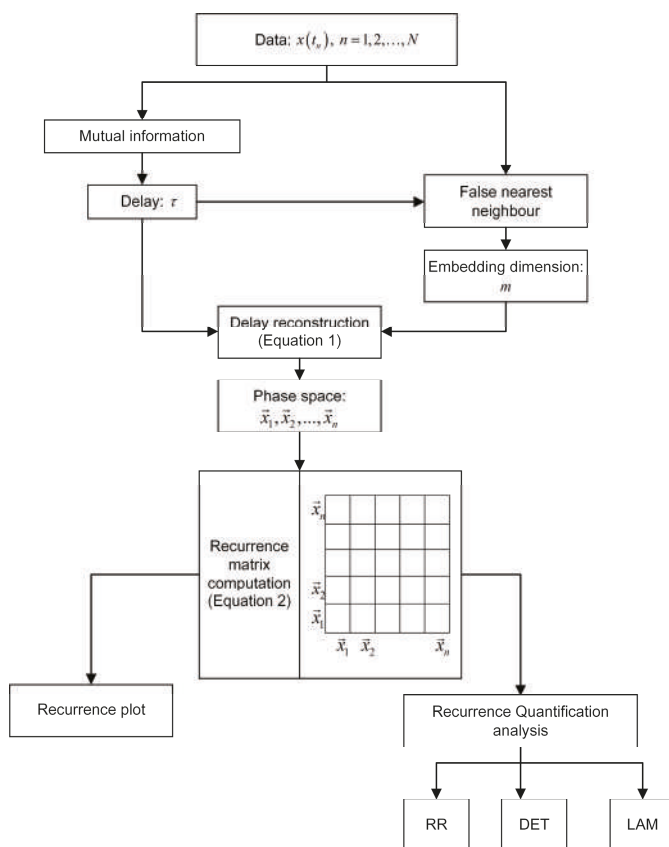 Data: x(tₙ), n = 1,2,...,N
Mutual information
Delay: τ
False nearest
neighbour
Embedding dimension:
m
Delay reconstruction
(Equation 1)
Phase space:
x⃗₁, x⃗₂, ..., x⃗ₙ
Recurrence
matrix
computation
(Equation 2)
x⃗ₙ
x⃗₂
x⃗₁
x⃗₁ x⃗₂ x⃗ₙ
Recurrence plot
Recurrence Quantification
analysis
RR
DET
LAM